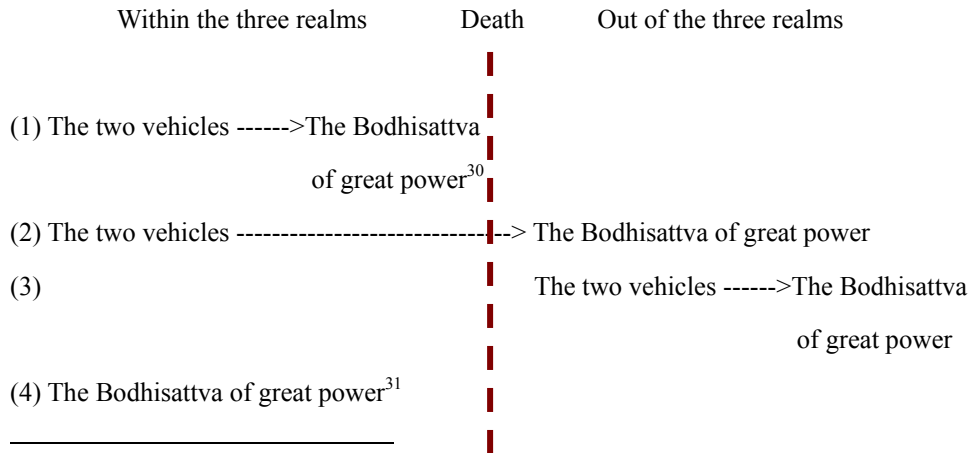 Within the three realms Death Out of the three realms
(1) The two vehicles ------>The Bodhisattva
of great power30
(2) The two vehicles -------------------------------> The Bodhisattva of great power
(3) The two vehicles ------>The Bodhisattva
of great power
(4) The Bodhisattva of great power31